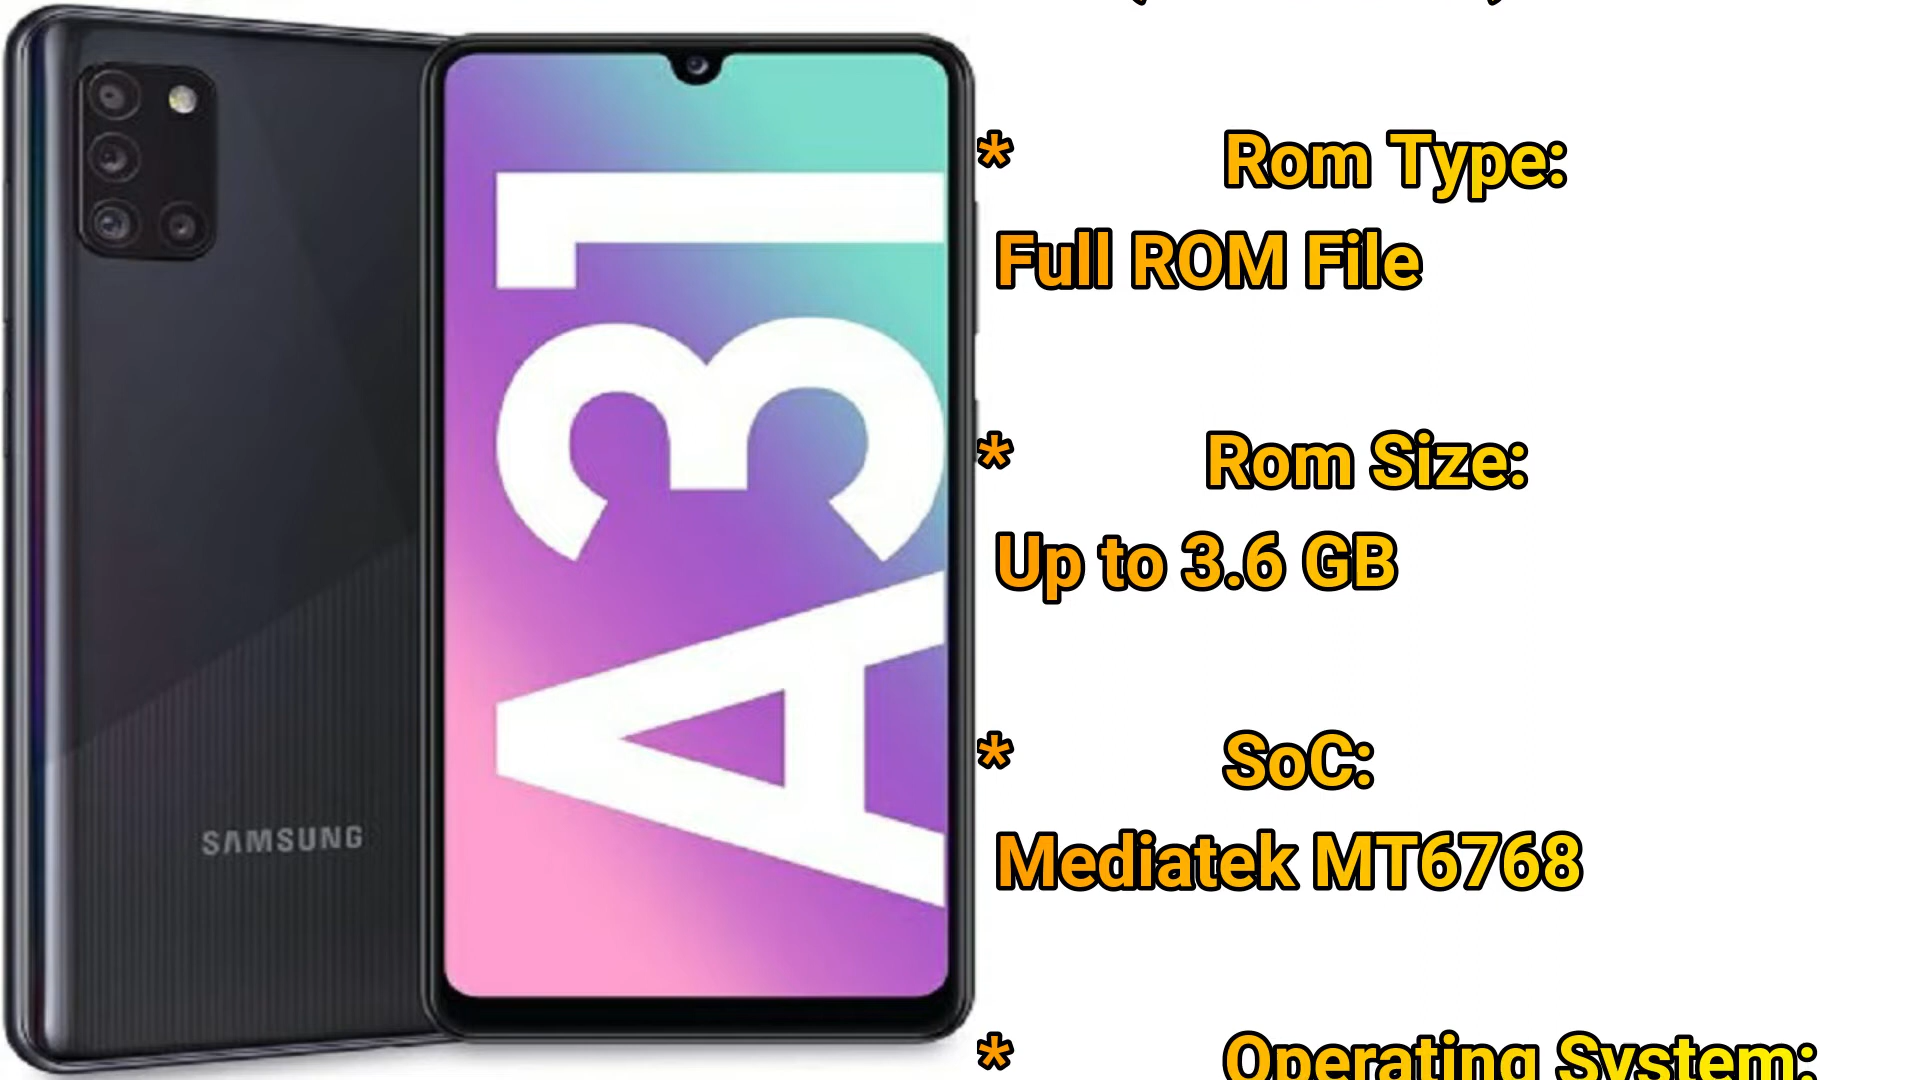 SAMSUNG
A31
* Rom Type:
Full ROM File
* Rom Size:
Up to 3.6 GB
* SoC:
Mediatek MT6768
* Operating System: